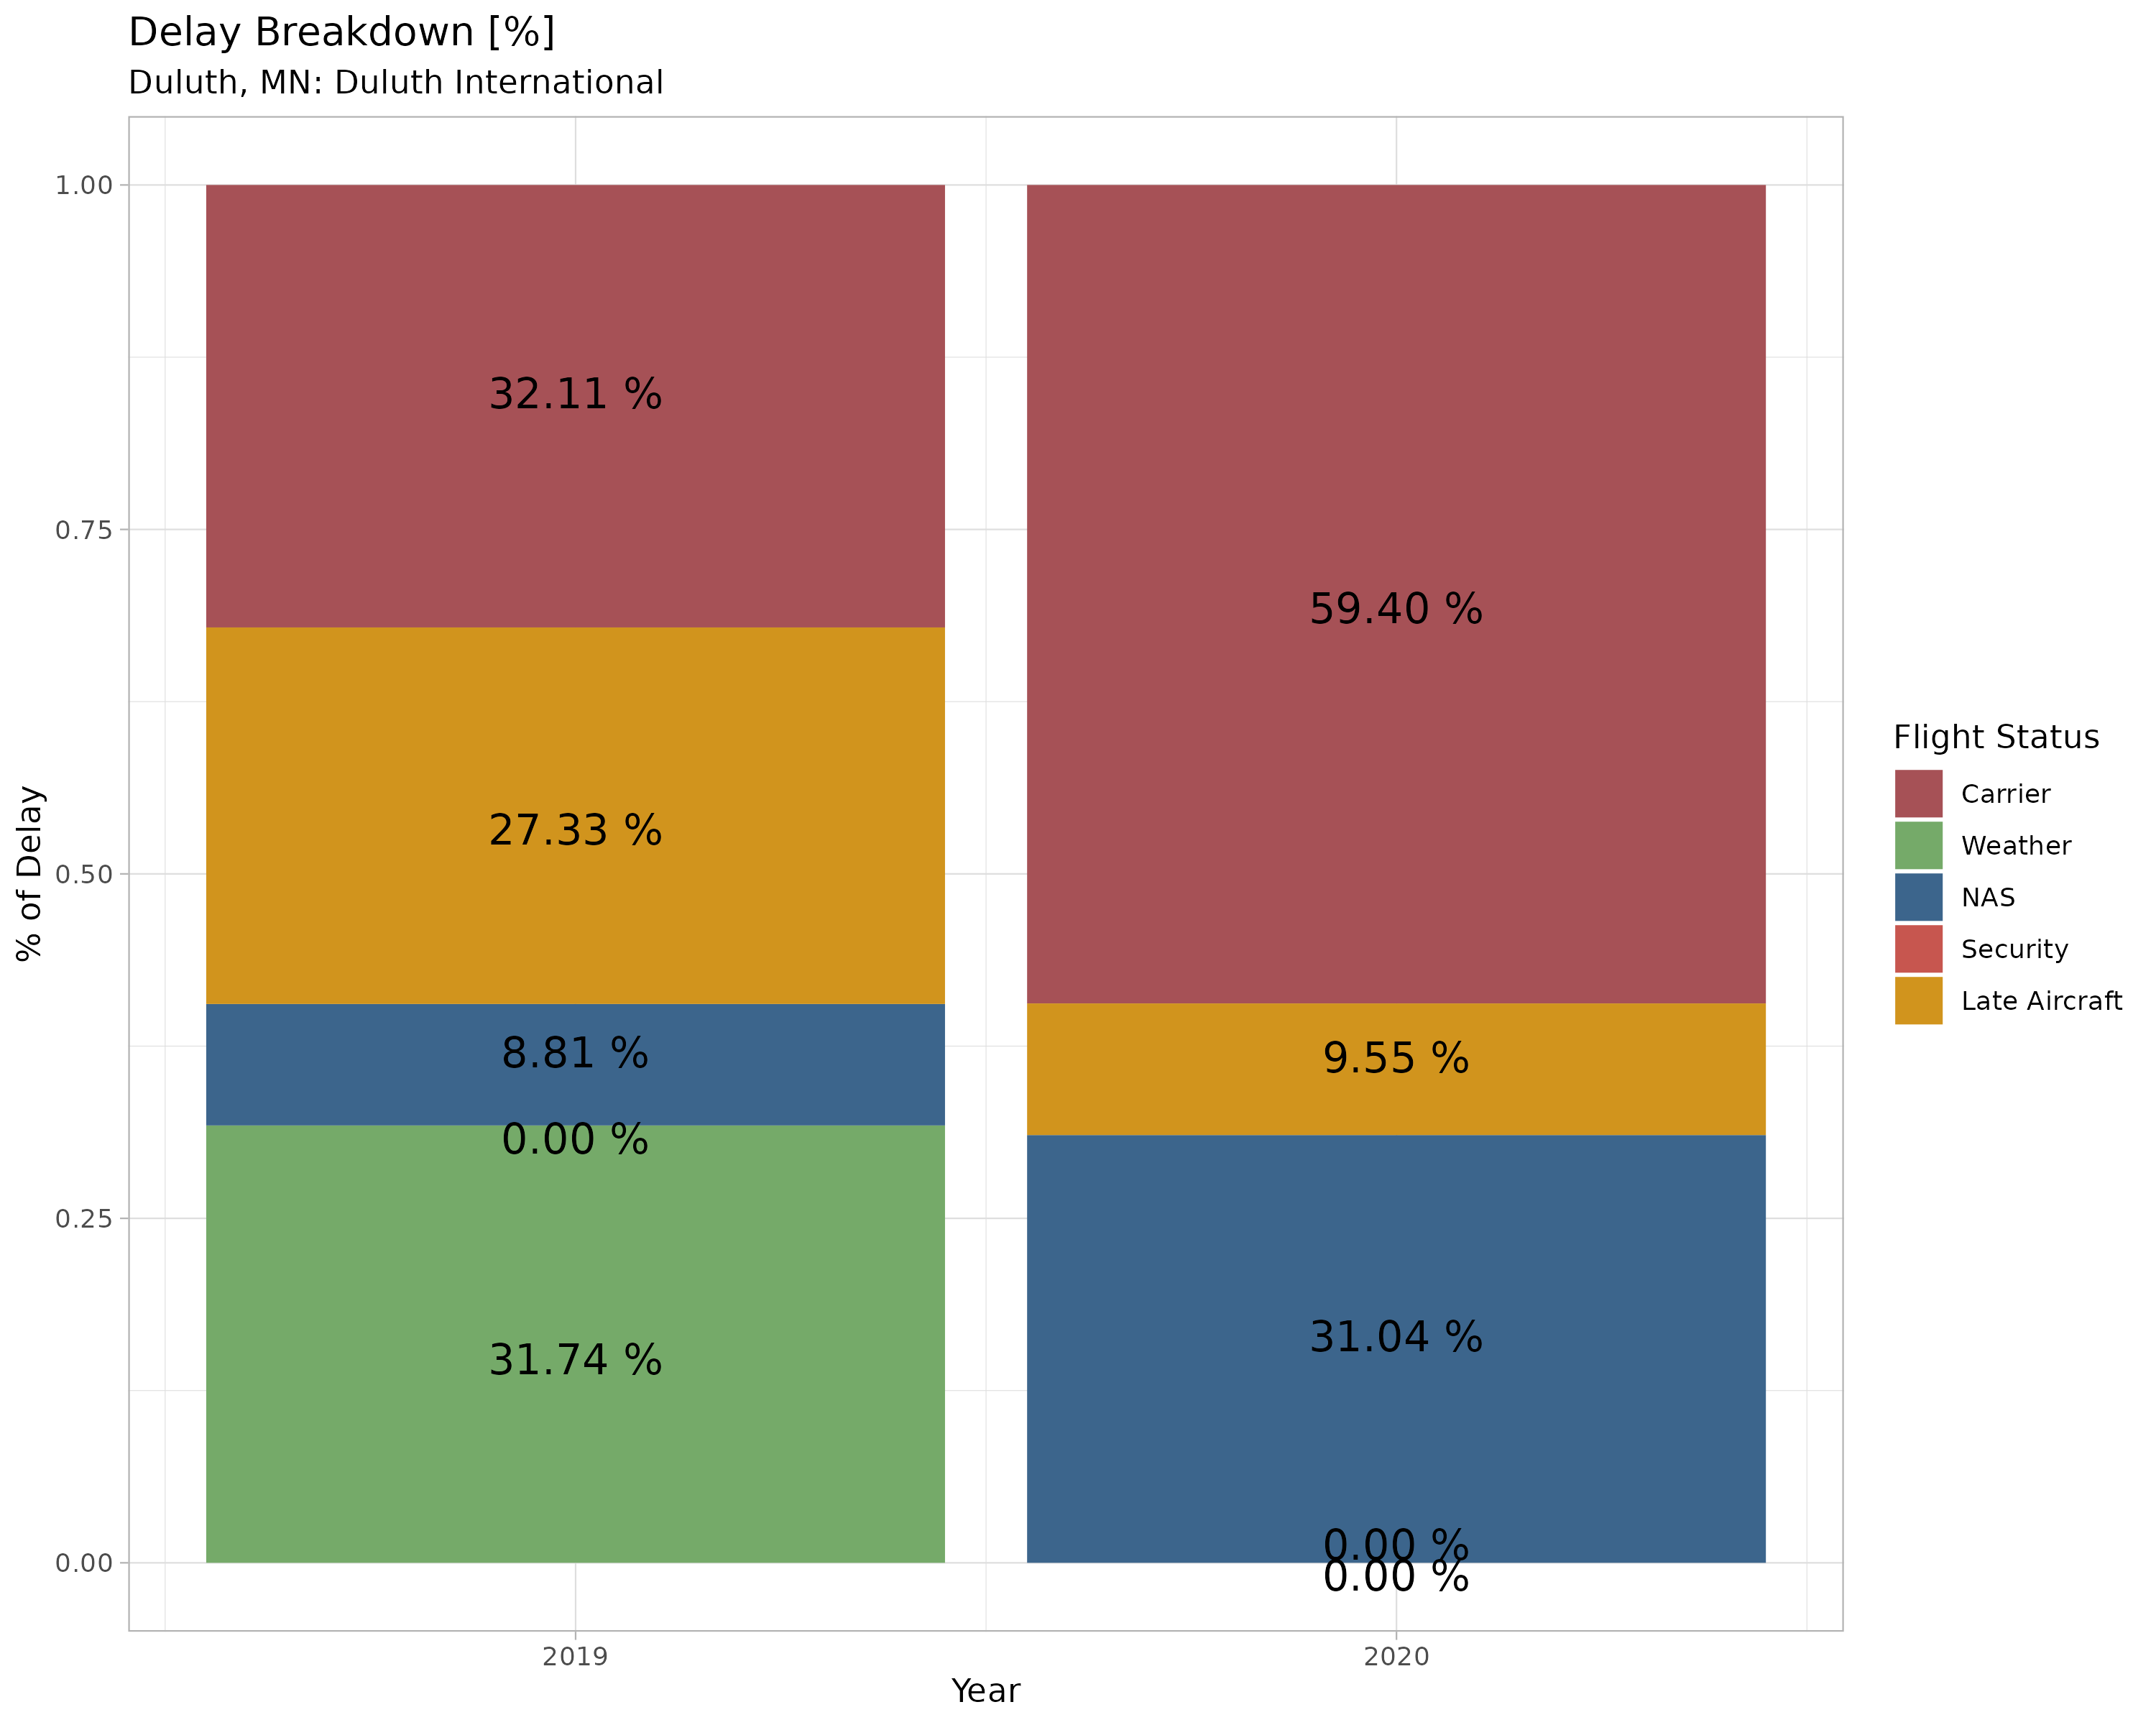 Delay Breakdown [%]
Duluth, MN: Duluth International
% of Delay
1.00
0.75
0.50
0.25
0.00
32.11 %
27.33 %
8.81 %
0.00 %
31.74 %
59.40 %
9.55 %
31.04 %
0.00 %
0.00 %
2019
2020
Year
Flight Status
Carrier
Weather
NAS
Security
Late Aircraft